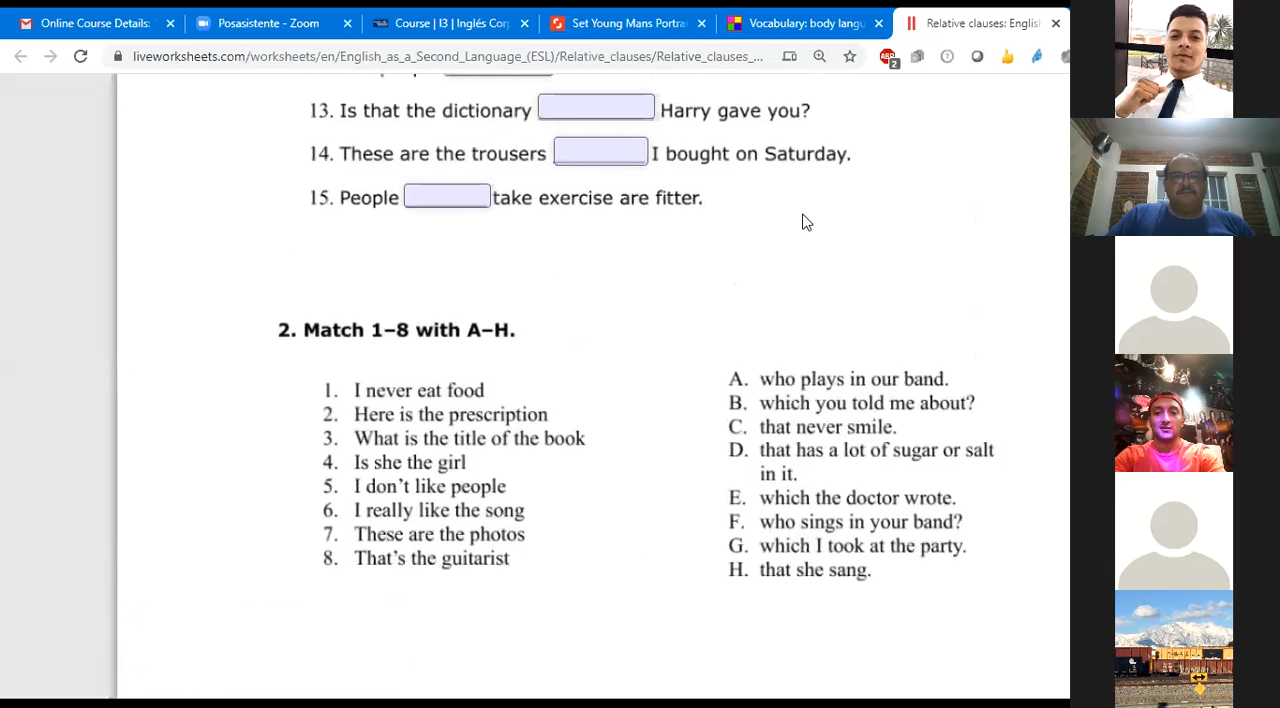 Online Course Details:
Posasistente - Zoom
Course | I3 | Inglés Cor
Set Young Mans Portrai
Vocabulary: body langu
Relative clauses: Englis
liveworksheets.com/worksheets/en/English_as_a_Second_Language_(ESL)/Relative_clauses/Relative_clauses_...
2
13. Is that the dictionary Harry gave you?
14. These are the trousers I bought on Saturday.
15. People take exercise are fitter.
2. Match 1–8 with A–H.
1. I never eat food
2. Here is the prescription
3. What is the title of the book
4. Is she the girl
5. I don't like people
6. I really like the song
7. These are the photos
8. That's the guitarist
A. who plays in our band.
B. which you told me about?
C. that never smile.
D. that has a lot of sugar or salt
in it.
E. which the doctor wrote.
F. who sings in your band?
G. which I took at the party.
H. that she sang.